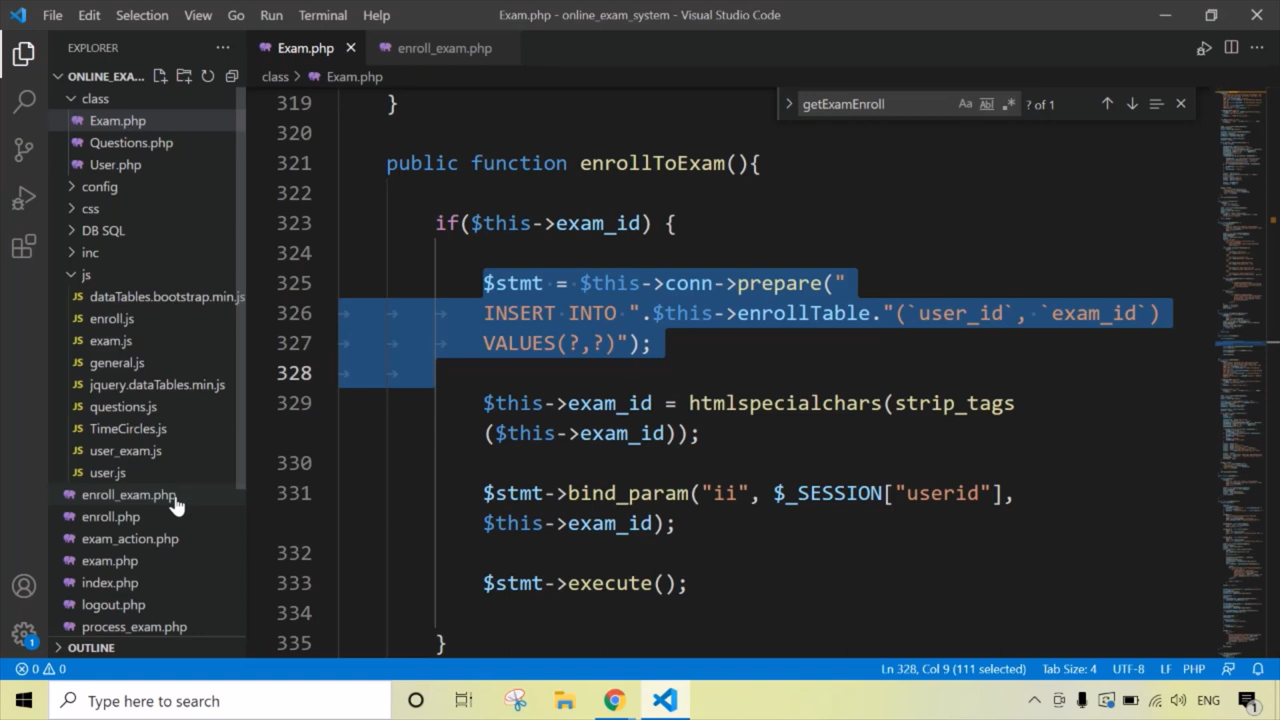 File Edit Selection View Go Run Terminal Help Exam.php - online_exam_system - Visual Studio Code
EXPLORER ...
ONLINE_EXA...
class
Exam.php
Questions.php
User.php
config
css
DB SQL
inc
js
dataTables.bootstrap.min.js
enroll.js
exam.js
general.js
jquery.dataTables.min.js
questions.js
TimeCircles.js
user_exam.js
user.js
enroll_exam.php
enroll.php
exam_action.php
exam.php
index.php
logout.php
process_exam.php
OUTLINE
1
Exam.php enroll_exam.php
class > Exam.php
getExamEnroll Aa Abl .* ? of 1
319 }
320
321 public function enrollToExam(){
322
323 if($this->exam_id) {
324
325 $stmt = $this->conn->prepare("
326 INSERT INTO ".$this->enrollTable."(`user_id`, `exam_id`)
327 VALUES(?,?)");
328
329 $this->exam_id = htmlspecialchars(strip_tags
($this->exam_id));
330
331 $stmt->bind_param("ii", $_SESSION["userid"],
$this->exam_id);
332
333 $stmt->execute();
334
335 }
0 0 Ln 328, Col 9 (111 selected) Tab Size: 4 UTF-8 LF PHP
Type here to search ENG 1